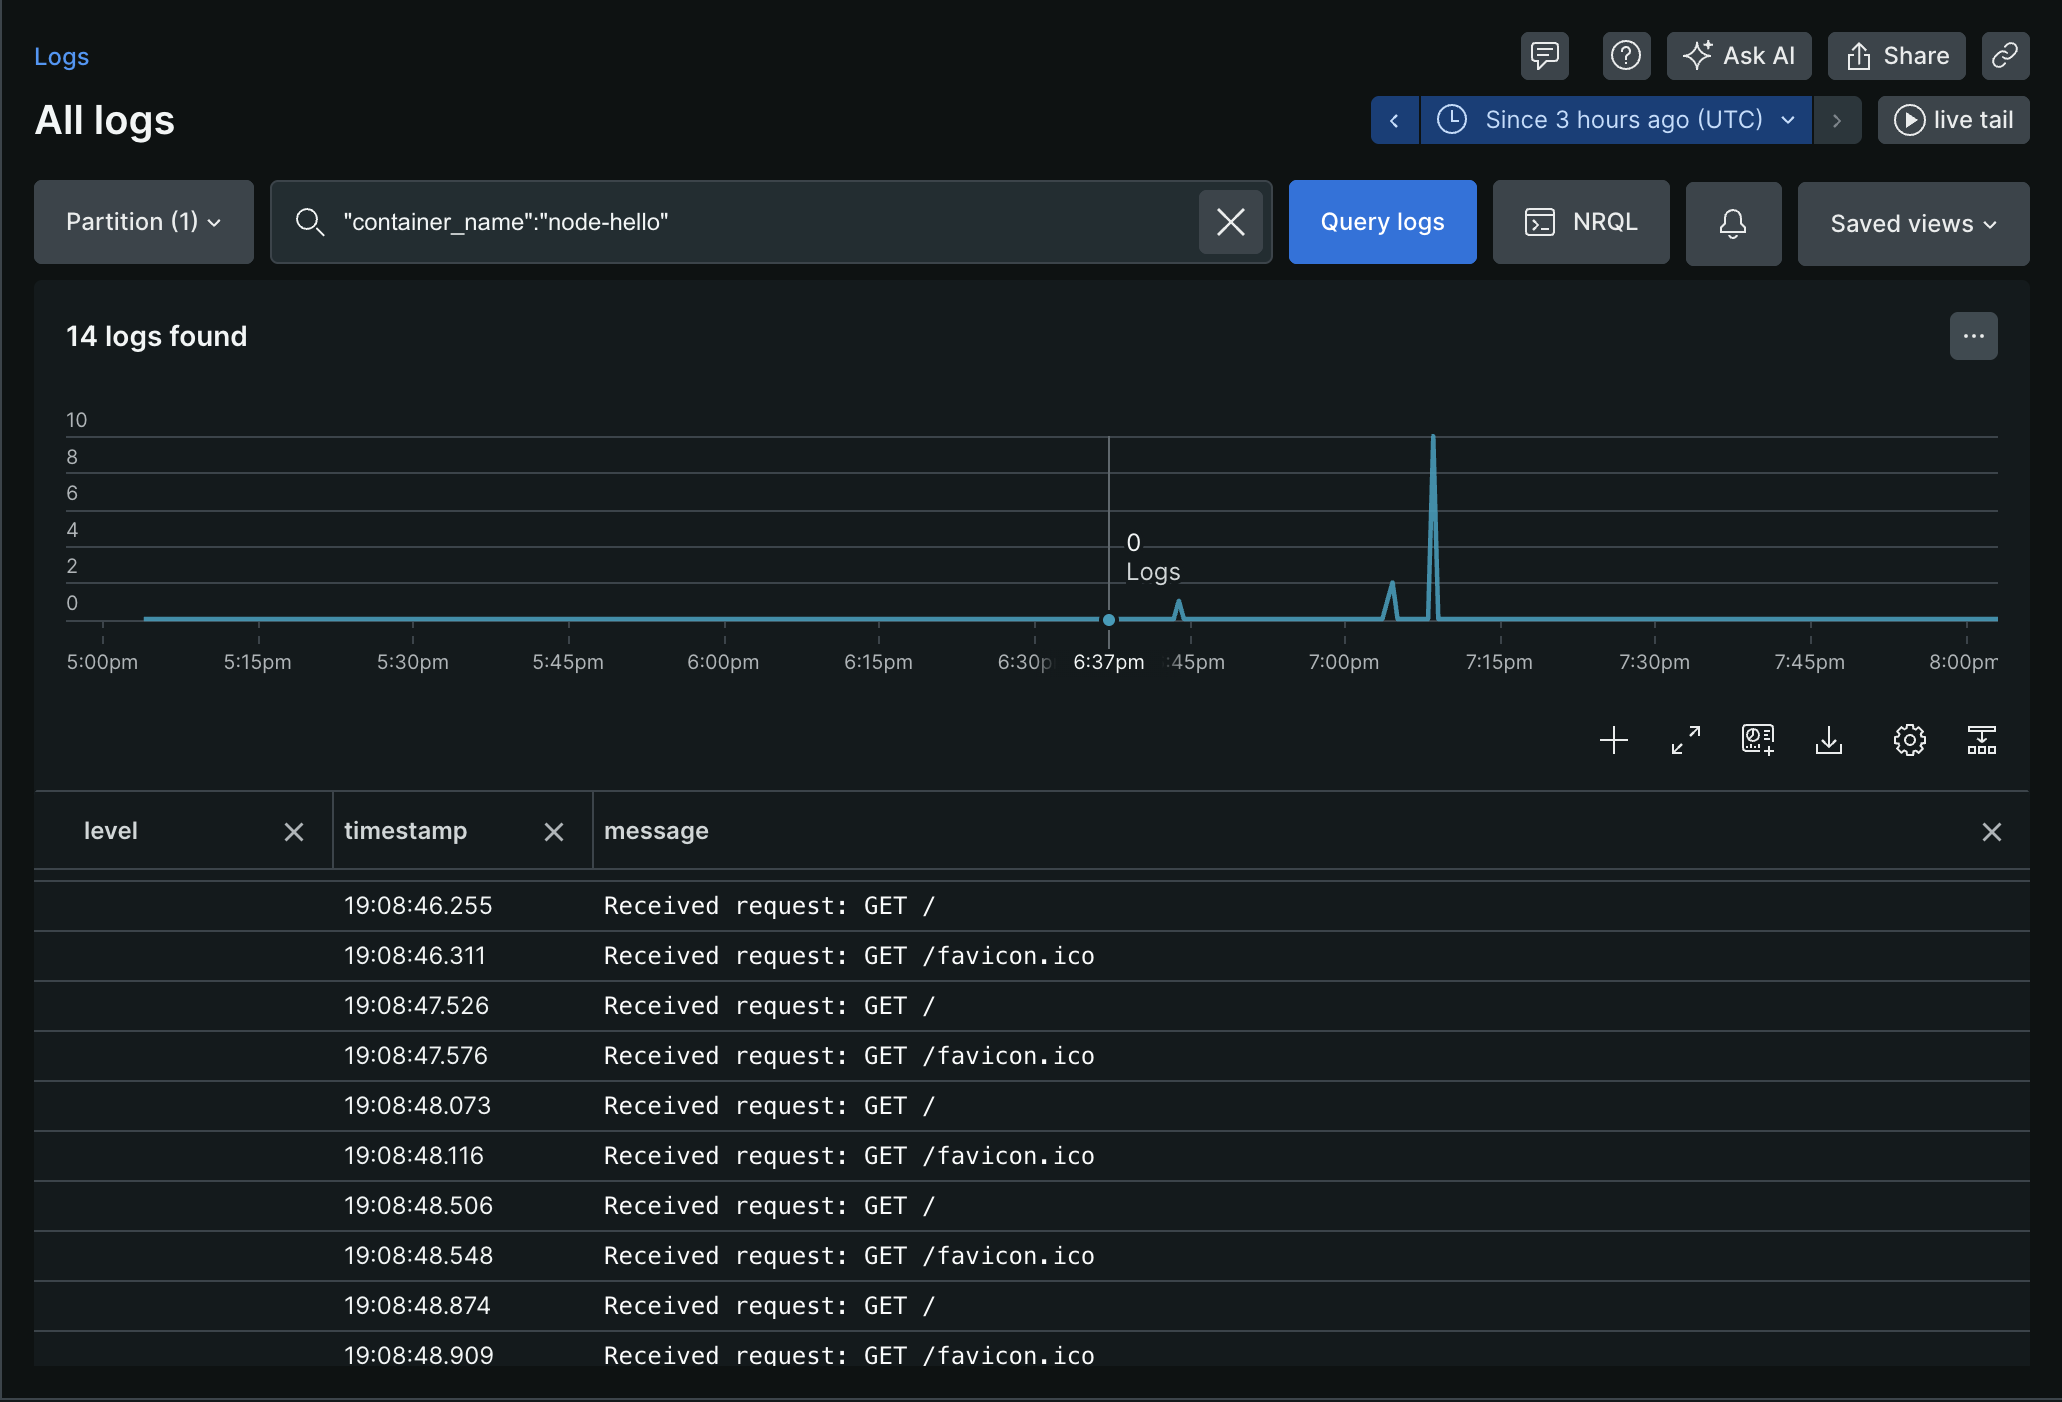 Logs
Ask AI
Share
All logs
Since 3 hours ago (UTC)
live tail
Partition (1)
"container_name":"node-hello"
Query logs
NRQL
Saved views
14 logs found
10
8
6
4
2
0
0
Logs
5:00pm 5:15pm 5:30pm 5:45pm 6:00pm 6:15pm 6:30p 6:37pm :45pm 7:00pm 7:15pm 7:30pm 7:45pm 8:00pm
level timestamp message
19:08:46.255 Received request: GET /
19:08:46.311 Received request: GET /favicon.ico
19:08:47.526 Received request: GET /
19:08:47.576 Received request: GET /favicon.ico
19:08:48.073 Received request: GET /
19:08:48.116 Received request: GET /favicon.ico
19:08:48.506 Received request: GET /
19:08:48.548 Received request: GET /favicon.ico
19:08:48.874 Received request: GET /
19:08:48.909 Received request: GET /favicon.ico